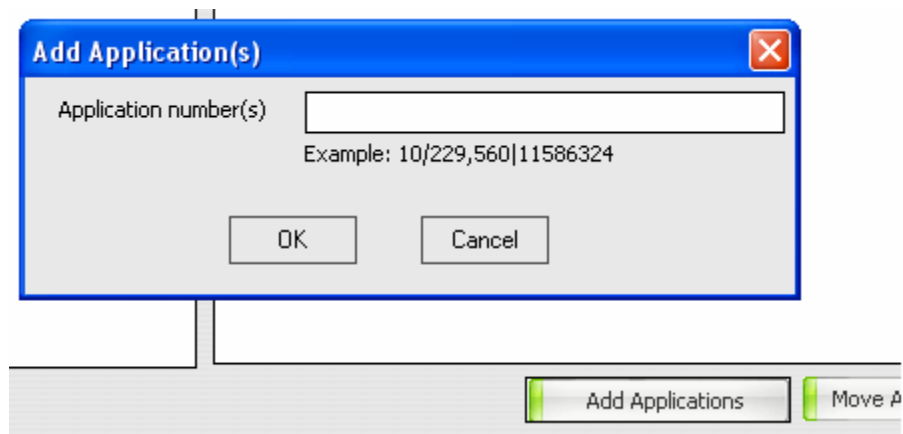 Add Application(s)
Application number(s)
Example: 10/229,560|11586324
OK Cancel
Add Applications Move A